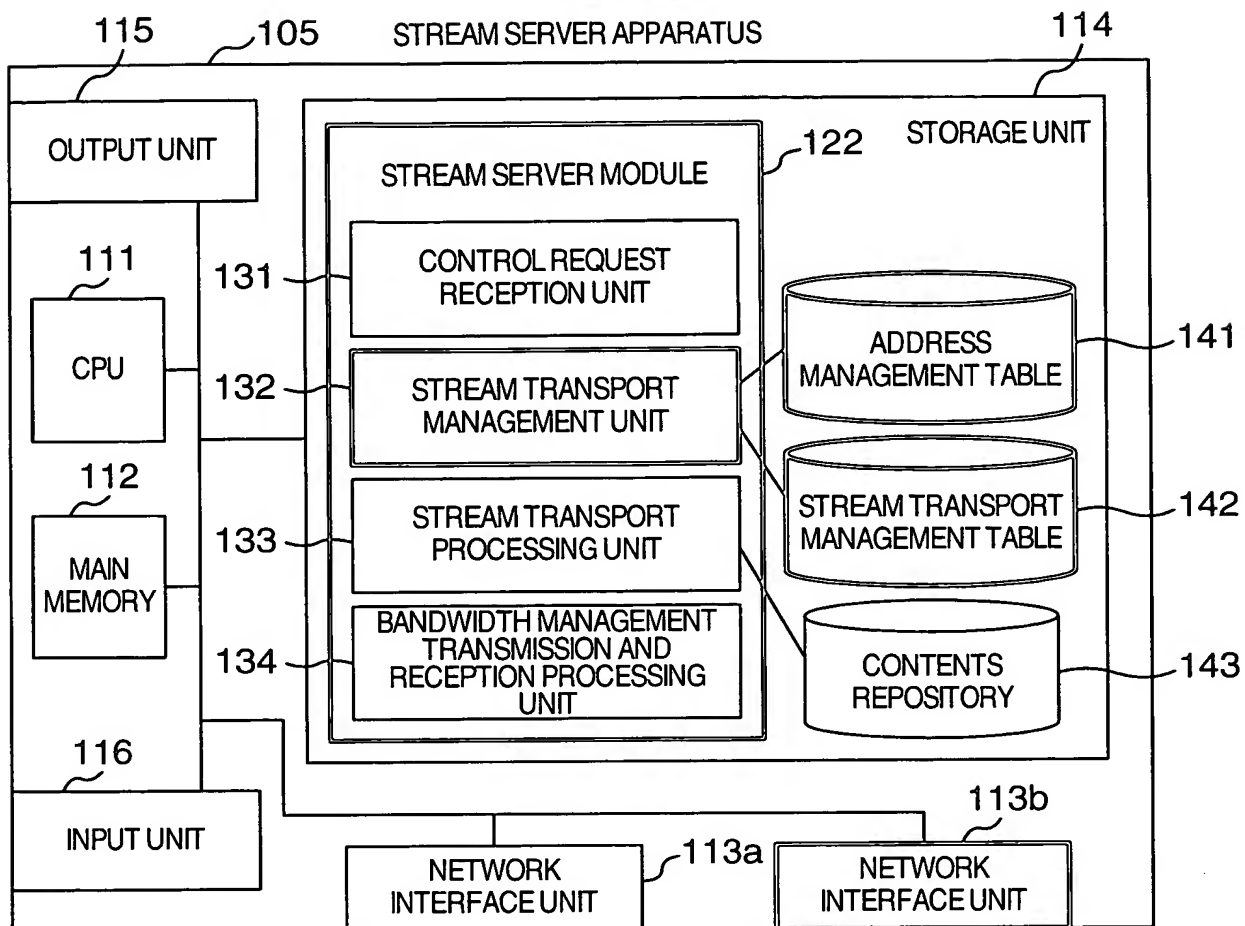 115
105
STREAM SERVER APPARATUS
114
OUTPUT UNIT
STORAGE UNIT
122
STREAM SERVER MODULE
111
CPU
131
CONTROL REQUEST
RECEPTION UNIT
ADDRESS
MANAGEMENT TABLE
141
132
STREAM TRANSPORT
MANAGEMENT UNIT
112
MAIN
MEMORY
STREAM TRANSPORT
MANAGEMENT TABLE
142
133
STREAM TRANSPORT
PROCESSING UNIT
134
BANDWIDTH MANAGEMENT
TRANSMISSION AND
RECEPTION PROCESSING
UNIT
CONTENTS
REPOSITORY
143
116
INPUT UNIT
113a
NETWORK
INTERFACE UNIT
113b
NETWORK
INTERFACE UNIT